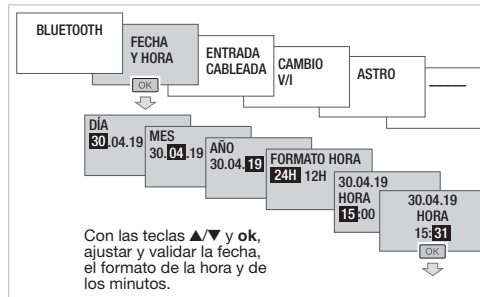 BLUETOOTH
FECHA
Y HORA
OK
ENTRADA
CABLEADA
CAMBIO
V/I
ASTRO
DÍA
30.04.19
MES
30.04.19
AÑO
30.04.19
FORMATO HORA
24H 12H
30.04.19
HORA
15:00
30.04.19
HORA
15:31
OK
Con las teclas ▲/▼ y ok,
ajustar y validar la fecha,
el formato de la hora y de
los minutos.